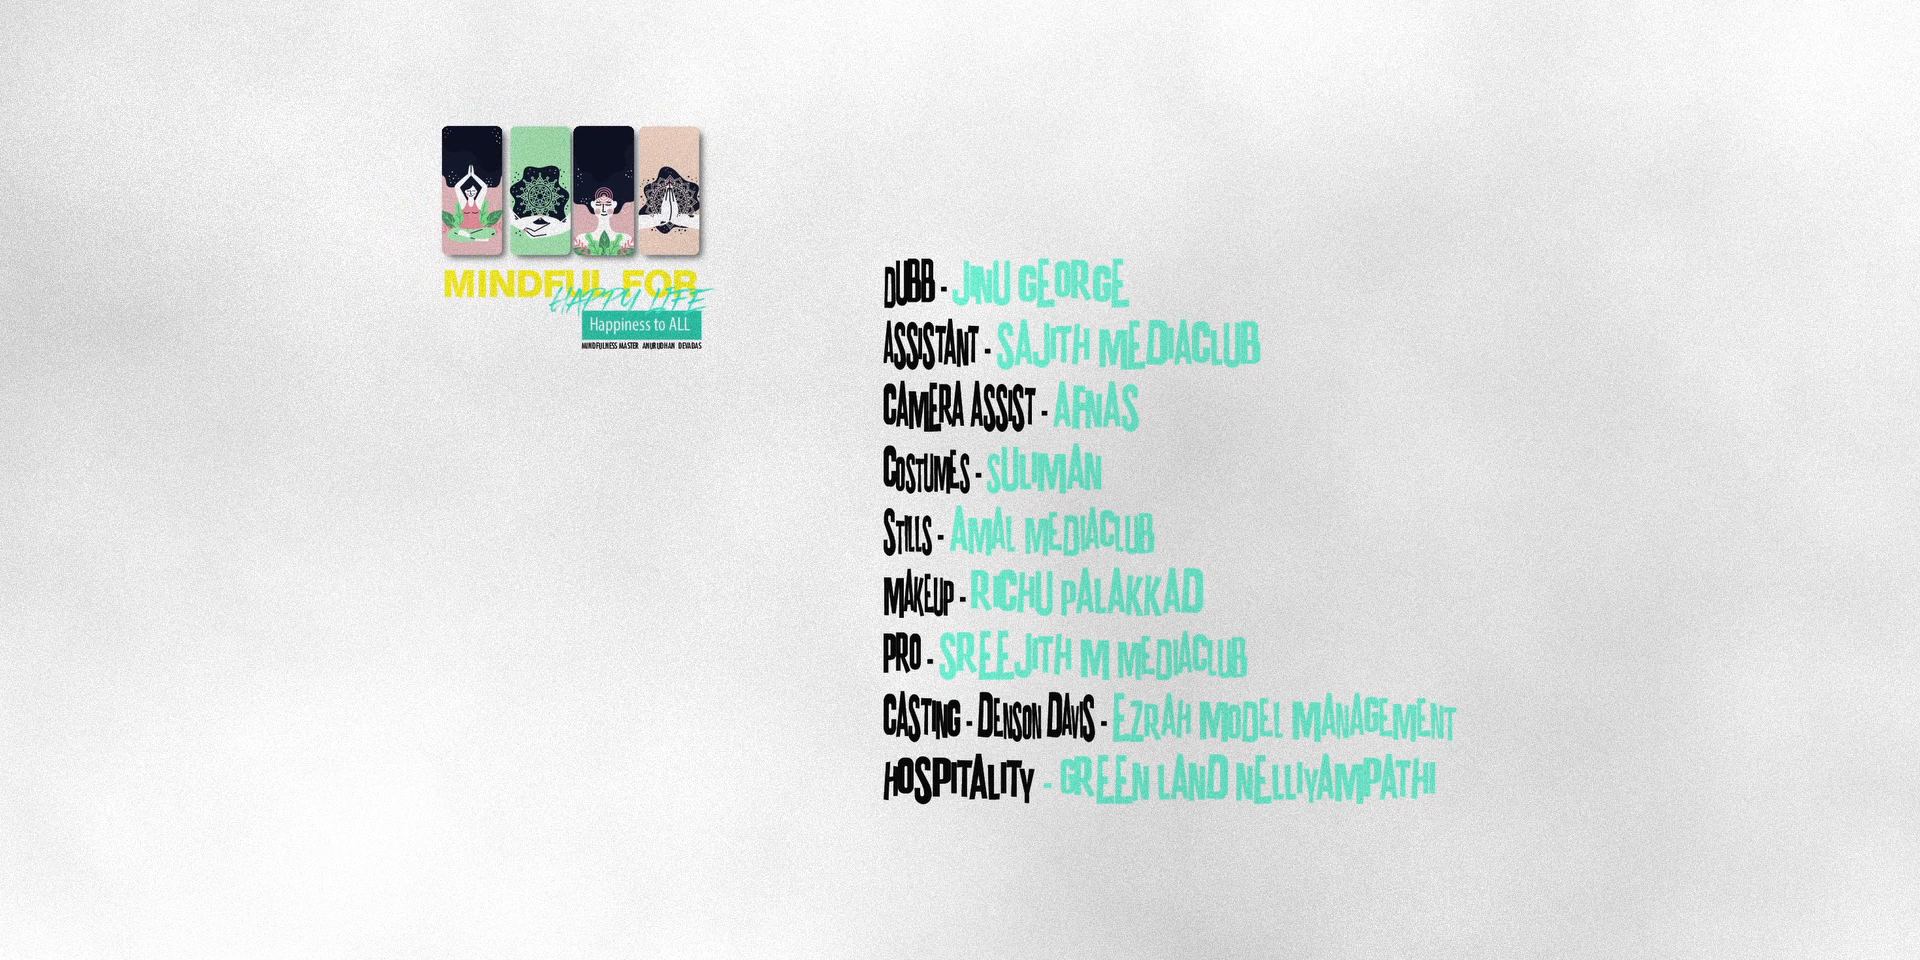 MINDFUL FOR
HAPPY LIFE
Happiness to ALL
MINDFULNESS MASTER ANURUDHAN DEVADAS
DUBB - JINU GEORGE
ASSISTANT - SAJITH MEDIACLUB
CAMERA ASSIST - AFNAS
COSTUMES - SULIMAN
STILLS - AMAL MEDIACLUB
MAKEUP - RICHU PALAKKAD
PRO - SREEJITH M MEDIACLUB
CASTING - DENSON DAVIS - EZRAH MODEL MANAGEMENT
HOSPITALITY - GREEN LAND NELLIYAMPATHI